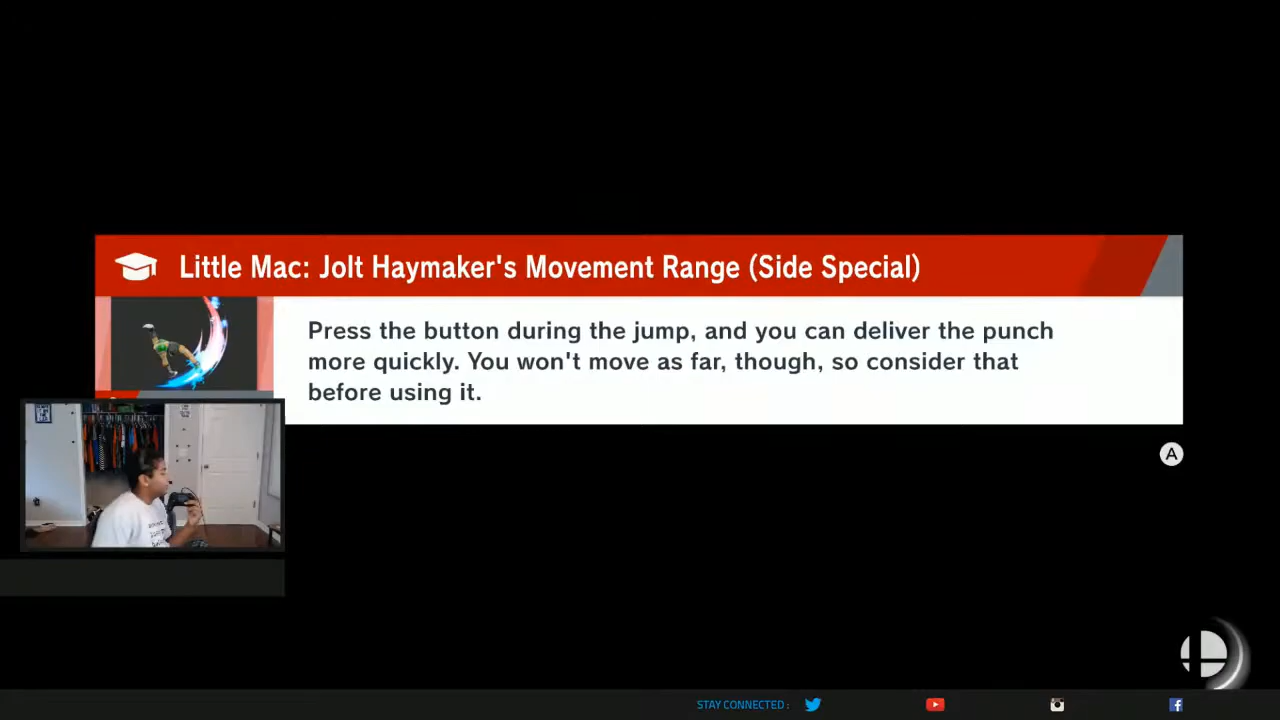 Little Mac: Jolt Haymaker's Movement Range (Side Special)
Press the button during the jump, and you can deliver the punch
more quickly. You won't move as far, though, so consider that
before using it.
A
STAY CONNECTED :